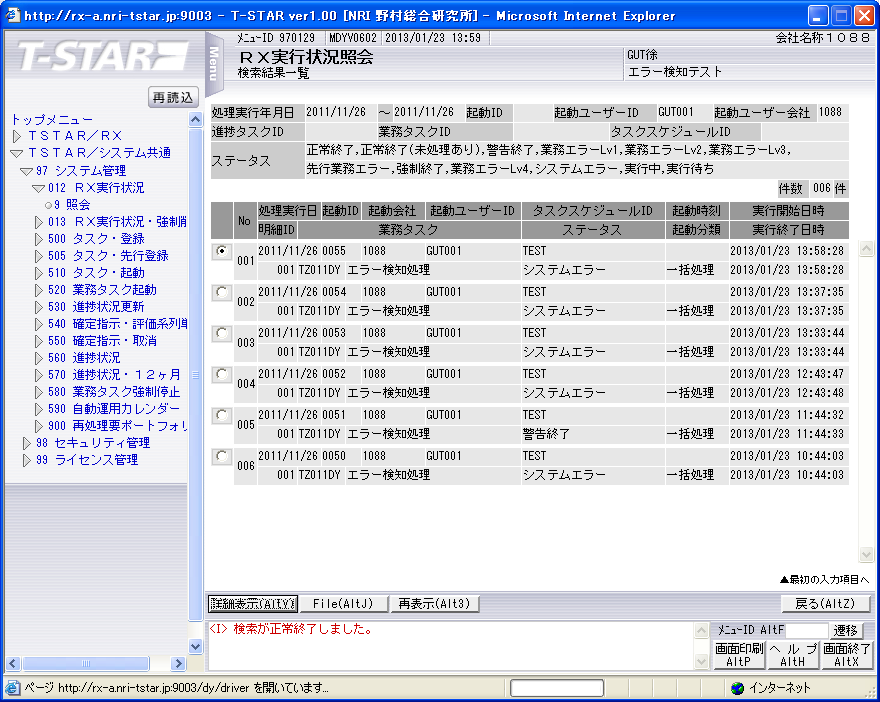 http://rx-a.nri-tstar.jp:9003 - T-STAR ver1.00 [NRI 野村総合研究所] - Microsoft Internet Explorer
T-STAR
Menu
再読込
ﾒﾆｭｰID 970129 MDYV0602 2013/01/23 13:59 会社名称１０８８
ＲＸ実行状況照会
検索結果一覧
GUT徐
エラー検知テスト
トップメニュー
ＴＳＴＡＲ／ＲＸ
ＴＳＴＡＲ／システム共通
97 システム管理
012 ＲＸ実行状況
9 照会
013 ＲＸ実行状況・強制
500 タスク・登録
505 タスク・先行登録
510 タスク・起動
520 業務タスク起動
530 進捗状況更新
540 確定指示・評価系列単
550 確定指示・取消
560 進捗状況
570 進捗状況・１２ヶ月
580 業務タスク強制停止
590 自動運用カレンダー
900 再処理要ポートフォリ
98 セキュリティ管理
99 ライセンス管理
処理実行年月日 2011/11/26 ～ 2011/11/26 起動ID 起動ユーザーID GUT001 起動ユーザー会社 1088
進捗タスクID 業務タスクID タスクスケジュールID
ステータス 正常終了,正常終了(未処理あり),警告終了,業務エラーLv1,業務エラーLv2,業務エラーLv3,
先行業務エラー,強制終了,業務エラーLv4,システムエラー,実行中,実行待ち
件数 006 件
No 処理実行日 起動ID 起動会社 起動ユーザーID タスクスケジュールID 起動時刻 実行開始日時
明細ID 業務タスク ステータス 起動分類 実行終了日時
001 2011/11/26 0055 1088 GUT001 TEST 2013/01/23 13:58:28
001 TZ011DY エラー検知処理 システムエラー 一括処理 2013/01/23 13:58:28
002 2011/11/26 0054 1088 GUT001 TEST 2013/01/23 13:37:35
001 TZ011DY エラー検知処理 システムエラー 一括処理 2013/01/23 13:37:35
003 2011/11/26 0053 1088 GUT001 TEST 2013/01/23 13:33:44
001 TZ011DY エラー検知処理 システムエラー 一括処理 2013/01/23 13:33:44
004 2011/11/26 0052 1088 GUT001 TEST 2013/01/23 12:43:47
001 TZ011DY エラー検知処理 システムエラー 一括処理 2013/01/23 12:43:48
005 2011/11/26 0051 1088 GUT001 TEST 2013/01/23 11:44:32
001 TZ011DY エラー検知処理 警告終了 一括処理 2013/01/23 11:44:33
006 2011/11/26 0050 1088 GUT001 TEST 2013/01/23 10:44:03
001 TZ011DY エラー検知処理 システムエラー 一括処理 2013/01/23 10:44:03
▲最初の入力項目へ
詳細表示(AltY) File(AltJ) 再表示(Alt3) 戻る(AltZ)
<I> 検索が正常終了しました。
ﾒﾆｭｰID AltF 遷移
画面印刷 AltP ヘ ル プ AltH 画面終了 AltX
ページ http://rx-a.nri-tstar.jp:9003/dy/driver を開いています... インターネット